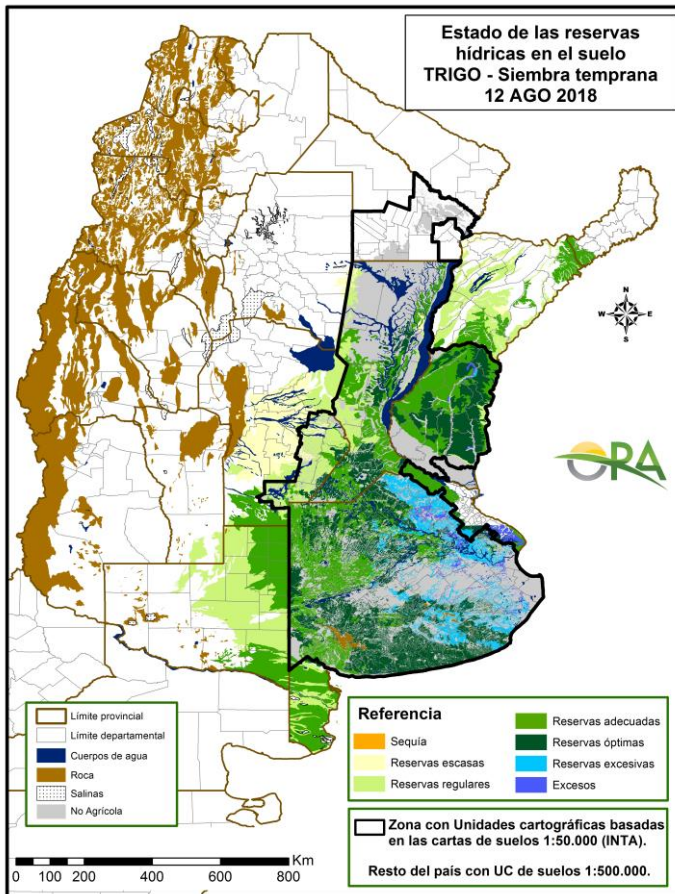 Estado de las reservas
hídricas en el suelo
TRIGO - Siembra temprana
12 AGO 2018
N
W E
S
ORA
Límite provincial
Límite departamental
Cuerpos de agua
Roca
Salinas
No Agrícola
Referencia
Sequía
Reservas escasas
Reservas regulares
Reservas adecuadas
Reservas óptimas
Reservas excesivas
Excesos
Zona con Unidades cartográficas basadas
en las cartas de suelos 1:50.000 (INTA).
Resto del país con UC de suelos 1:500.000.
Km
0 100 200 400 600 800